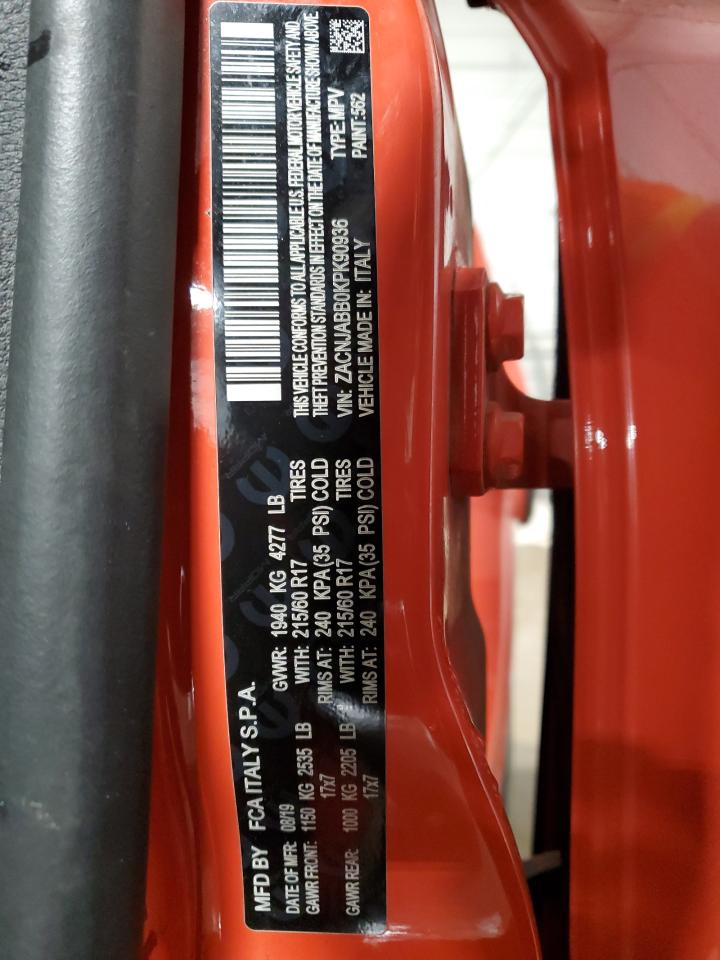 MFD BY FCA ITALY S.P.A.
DATE OF MFR: 08/19 GVWR: 1940 KG 4277 LB
GAWR FRONT: 1150 KG 2535 LB WITH: 215/60 R17 TIRES
17x7 RIMS AT: 240 KPA (35 PSI) COLD
GAWR REAR: 1000 KG 2205 LB WITH: 215/60 R17 TIRES
17x7 RIMS AT: 240 KPA (35 PSI) COLD
THIS VEHICLE CONFORMS TO ALL APPLICABLE U.S. FEDERAL MOTOR VEHICLE SAFETY AND
THEFT PREVENTION STANDARDS IN EFFECT ON THE DATE OF MANUFACTURE SHOWN ABOVE
VIN: ZACNJABB0KPK90936 TYPE: MPV
VEHICLE MADE IN: ITALY PAINT: 562